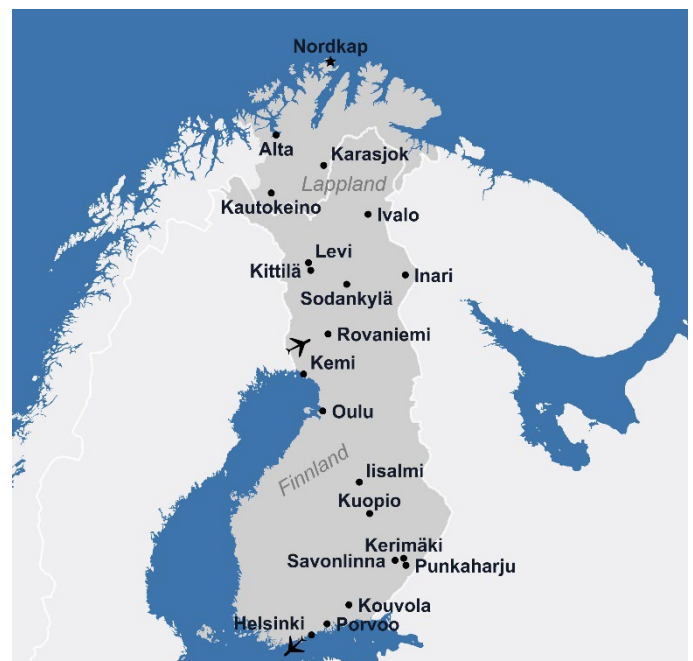 Nordkap
Alta
Karasjok
Lappland
Kautokeino
Ivalo
Levi
Kittilä
Inari
Sodankylä
Rovaniemi
Kemi
Oulu
Finnland
Iisalmi
Kuopio
Kerimäki
Savonlinna
Punkaharju
Kouvola
Helsinki
Porvoo